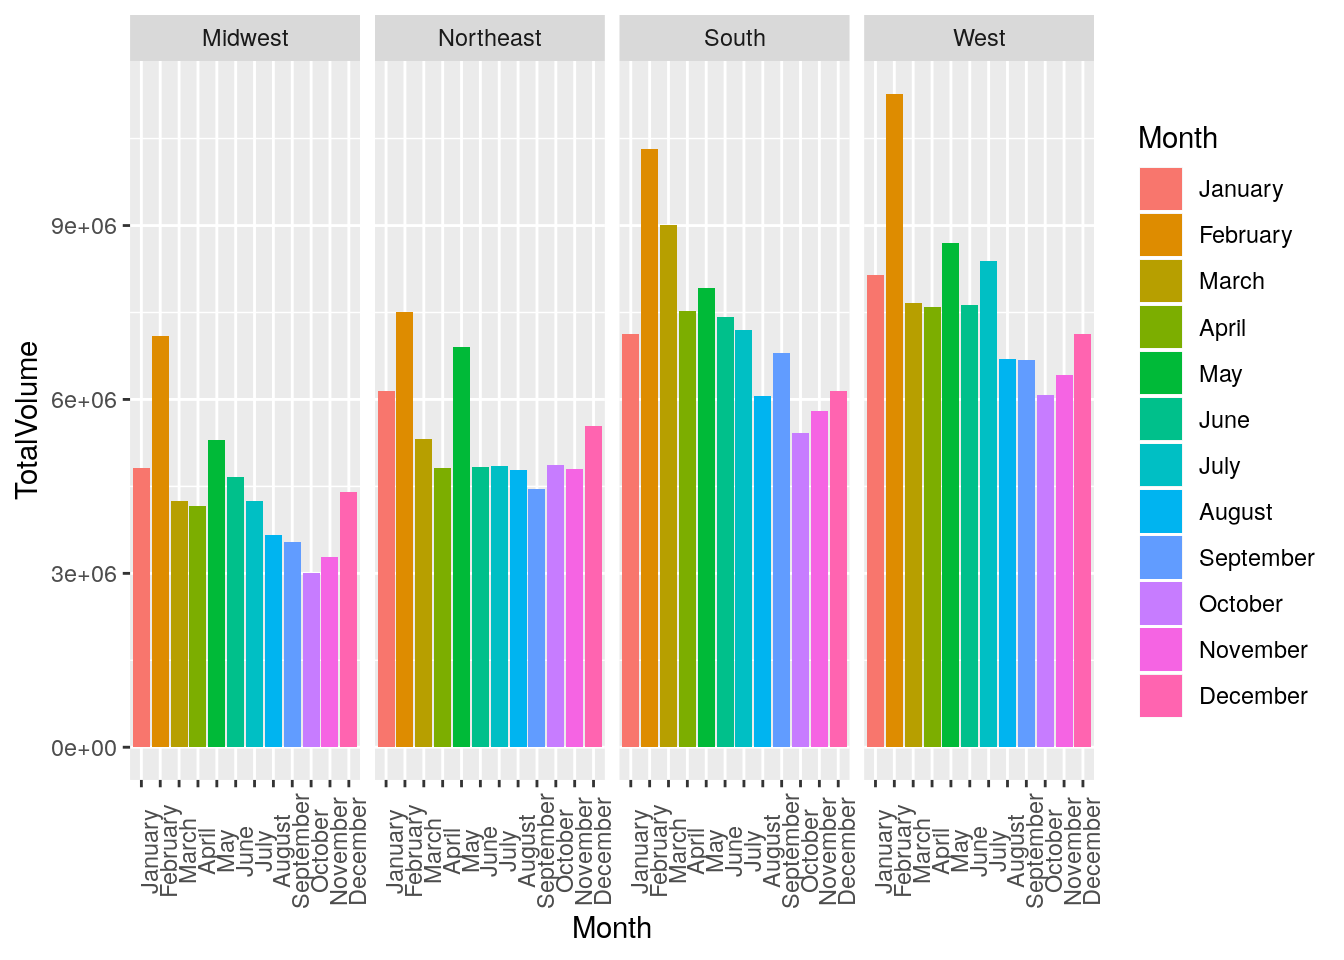 Midwest
Northeast
South
West
TotalVolume
9e+06
6e+06
3e+06
0e+00
January
February
March
April
May
June
July
August
September
October
November
December
January
February
March
April
May
June
July
August
September
October
November
December
January
February
March
April
May
June
July
August
September
October
November
December
January
February
March
April
May
June
July
August
September
October
November
December
Month
Month
January
February
March
April
May
June
July
August
September
October
November
December